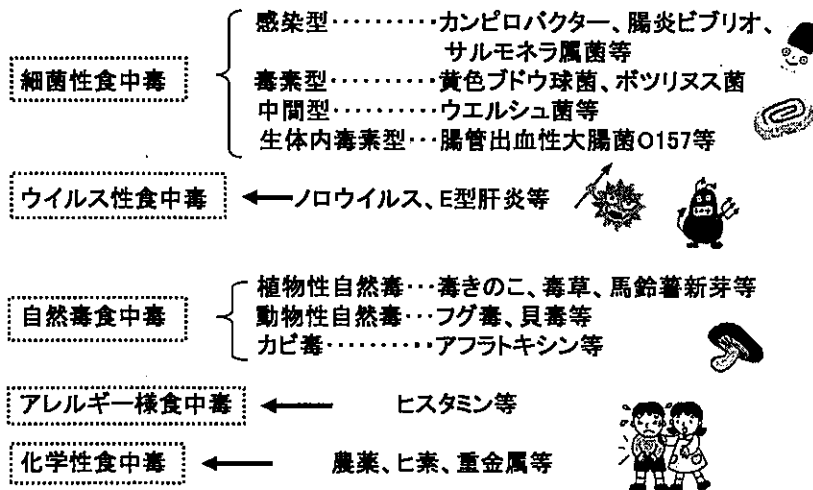 感染型‥‥‥‥‥カンピロバクター、腸炎ビブリオ、
サルモネラ属菌等
細菌性食中毒
毒素型‥‥‥‥‥黄色ブドウ球菌、ボツリヌス菌
中間型‥‥‥‥‥ウエルシュ菌等
生体内毒素型‥･腸管出血性大腸菌O157等
ウイルス性食中毒 ノロウイルス、E型肝炎等
植物性自然毒‥･毒きのこ、毒草、馬鈴薯新芽等
自然毒食中毒 動物性自然毒‥･フグ毒、貝毒等
カビ毒‥‥‥‥‥アフラトキシン等
アレルギー様食中毒 ヒスタミン等
化学性食中毒 農薬、ヒ素、重金属等